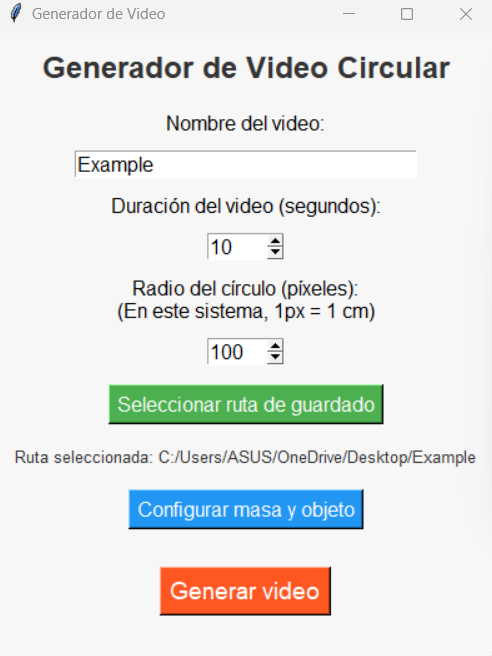 Generador de Video
Generador de Video Circular
Nombre del video:
Example
Duración del video (segundos):
10
Radio del círculo (píxeles):
(En este sistema, 1px = 1 cm)
100
Seleccionar ruta de guardado
Ruta seleccionada: C:/Users/ASUS/OneDrive/Desktop/Example
Configurar masa y objeto
Generar video